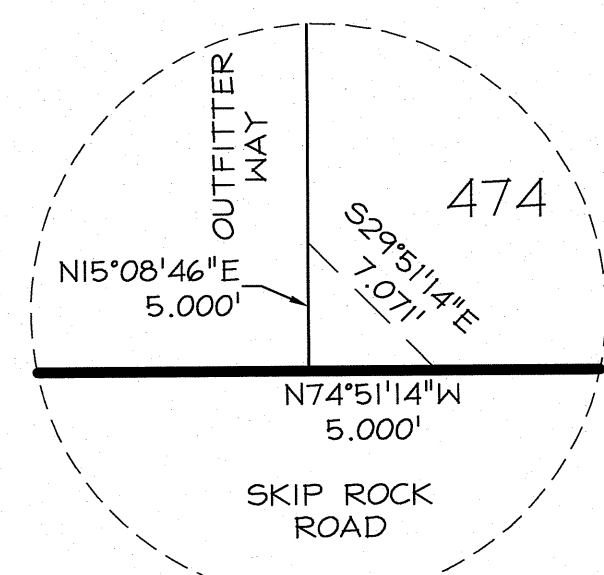 OUTFITTER
WAY
474
S29°51'14"E
7.071'
N15°08'46"E
5.000'
N74°51'14"W
5.000'
SKIP ROCK
ROAD